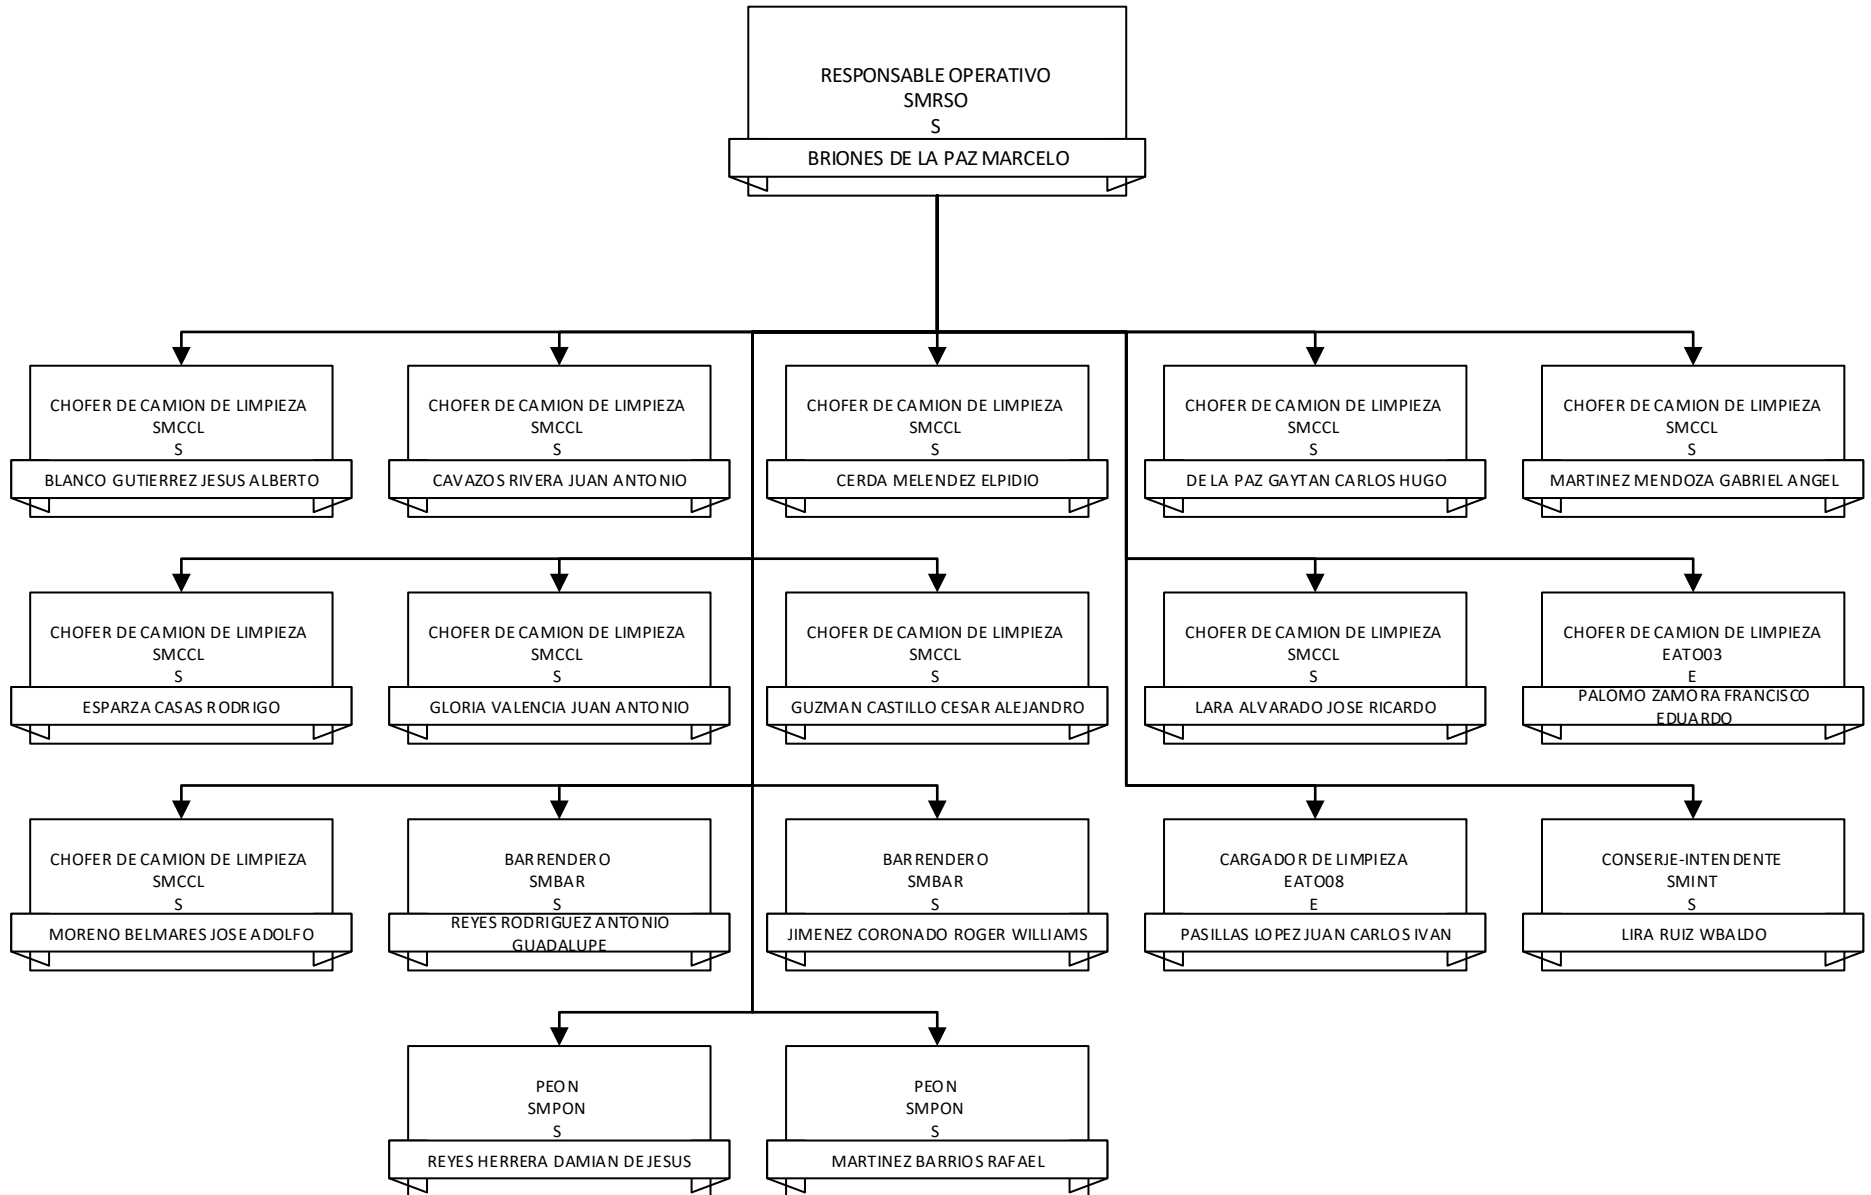 RESPONSABLE OPERATIVO
SMRSO
S
BRIONES DE LA PAZ MARCELO
CHOFER DE CAMION DE LIMPIEZA
SMCCL
S
BLANCO GUTIERREZ JESUS ALBERTO
CHOFER DE CAMION DE LIMPIEZA
SMCCL
S
CAVAZOS RIVERA JUAN ANTONIO
CHOFER DE CAMION DE LIMPIEZA
SMCCL
S
CERDA MELENDEZ ELPIDIO
CHOFER DE CAMION DE LIMPIEZA
SMCCL
S
DE LA PAZ GAYTAN CARLOS HUGO
CHOFER DE CAMION DE LIMPIEZA
SMCCL
S
MARTINEZ MENDOZA GABRIEL ANGEL
CHOFER DE CAMION DE LIMPIEZA
SMCCL
S
ESPARZA CASAS RODRIGO
CHOFER DE CAMION DE LIMPIEZA
SMCCL
S
GLORIA VALENCIA JUAN ANTONIO
CHOFER DE CAMION DE LIMPIEZA
SMCCL
S
GUZMAN CASTILLO CESAR ALEJANDRO
CHOFER DE CAMION DE LIMPIEZA
SMCCL
S
LARA ALVARADO JOSE RICARDO
CHOFER DE CAMION DE LIMPIEZA
EATO03
E
PALOMO ZAMORA FRANCISCO
EDUARDO
CHOFER DE CAMION DE LIMPIEZA
SMCCL
S
MORENO BELMARES JOSE ADOLFO
BARRENDERO
SMBAR
S
REYES RODRIGUEZ ANTONIO
GUADALUPE
BARRENDERO
SMBAR
S
JIMENEZ CORONADO ROGER WILLIAMS
CARGADOR DE LIMPIEZA
EATO08
E
PASILLAS LOPEZ JUAN CARLOS IVAN
CONSERJE-INTENDENTE
SMINT
S
LIRA RUIZ WBALDO
PEON
SMPON
S
REYES HERRERA DAMIAN DE JESUS
PEON
SMPON
S
MARTINEZ BARRIOS RAFAEL